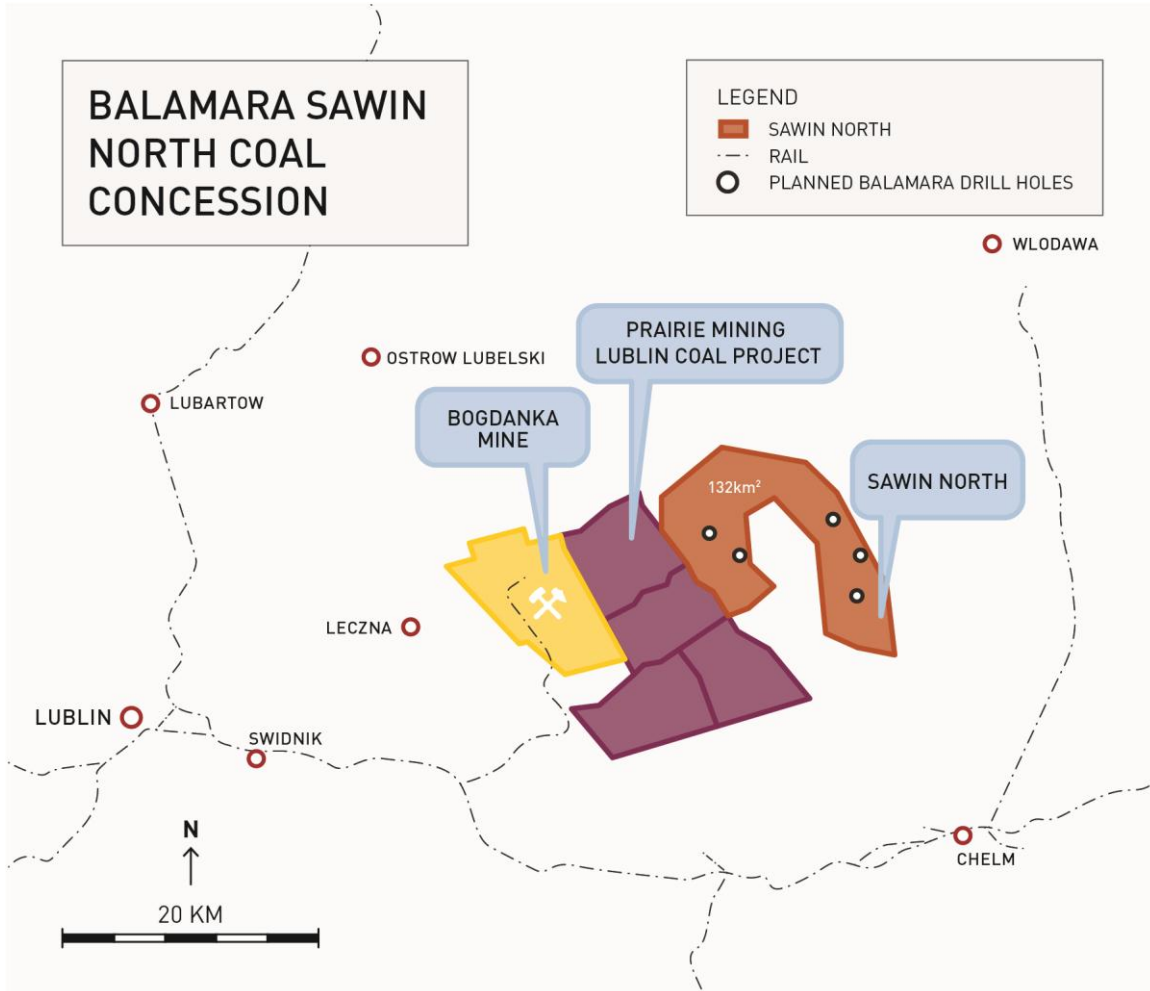 BALAMARA SAWIN
NORTH COAL
CONCESSION
LEGEND
SAWIN NORTH
RAIL
PLANNED BALAMARA DRILL HOLES
WLODAWA
PRAIRIE MINING
LUBLIN COAL PROJECT
OSTROW LUBELSKI
LUBARTOW
BOGDANKA
MINE
SAWIN NORTH
132km²
LECZNA
LUBLIN
SWIDNIK
N
CHELM
20 KM